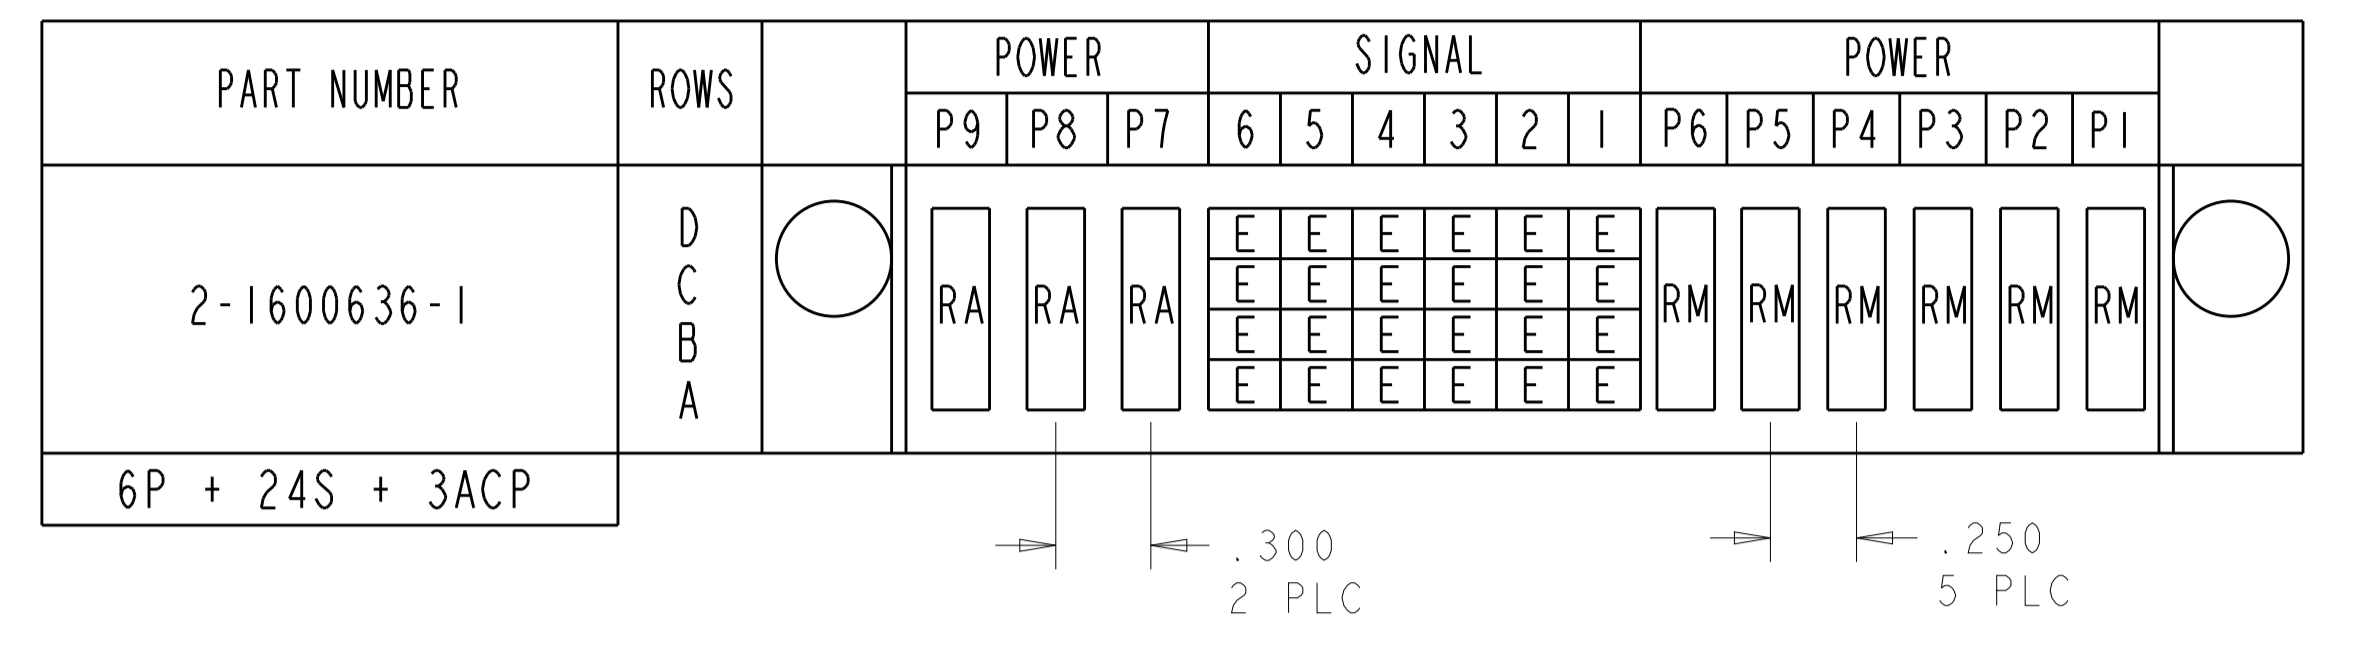 PART NUMBER ROWS POWER SIGNAL POWER
P9 P8 P7 6 5 4 3 2 1 P6 P5 P4 P3 P2 P1
D E E E E E E
C E E E E E E
2-1600636-1 RA RA RA RM RM RM RM RM RM
B E E E E E E
A E E E E E E
6P + 24S + 3ACP
.300
2 PLC
.250
5 PLC